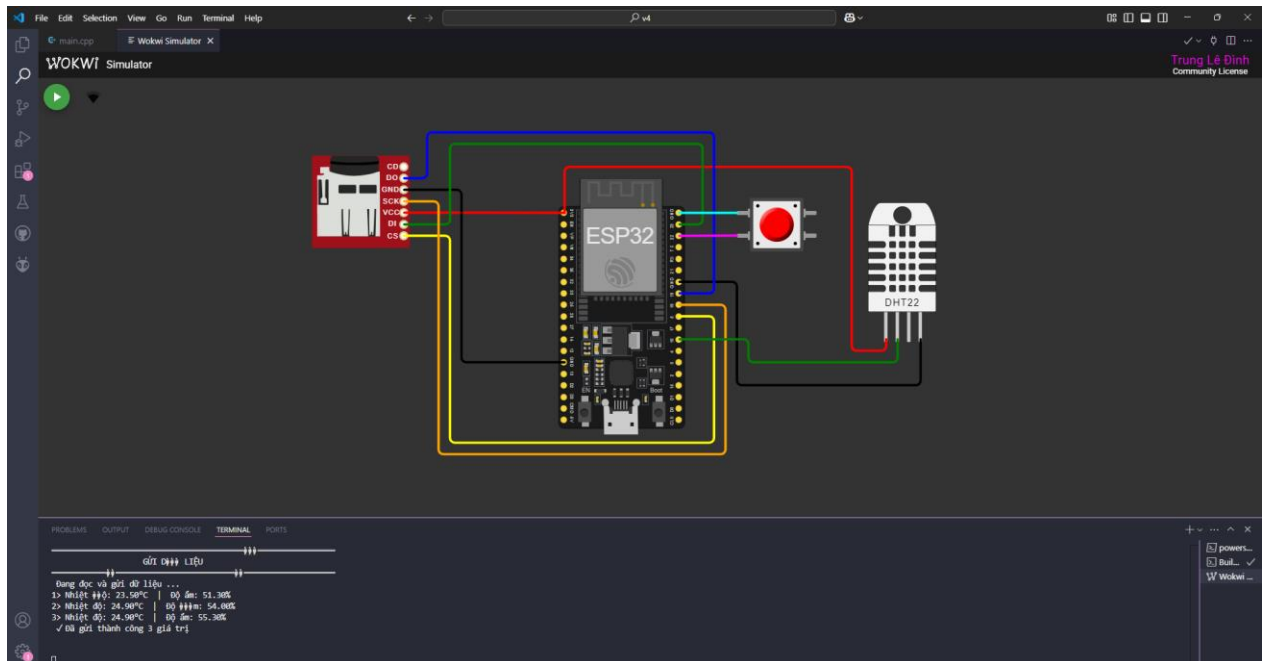 File Edit Selection View Go Run Terminal Help
v4
main.cpp
Wokwi Simulator
WOKWI Simulator
Trung Lê Đình
Community License
CD
DO
GND
SCK
VCC
DI
CS
ESP32
EN
Boot
DHT22
PROBLEMS OUTPUT DEBUG CONSOLE TERMINAL PORTS
GỬI D LIỆU
Đang đọc và gửi dữ liệu ...
1> Nhiệt ộ: 23.50°C | Độ ẩm: 51.30%
2> Nhiệt độ: 24.90°C | Độ m: 54.00%
3> Nhiệt độ: 24.90°C | Độ ẩm: 55.30%
✓ Đã gửi thành công 3 giá trị
powers...
Buil...
Wokwi ...